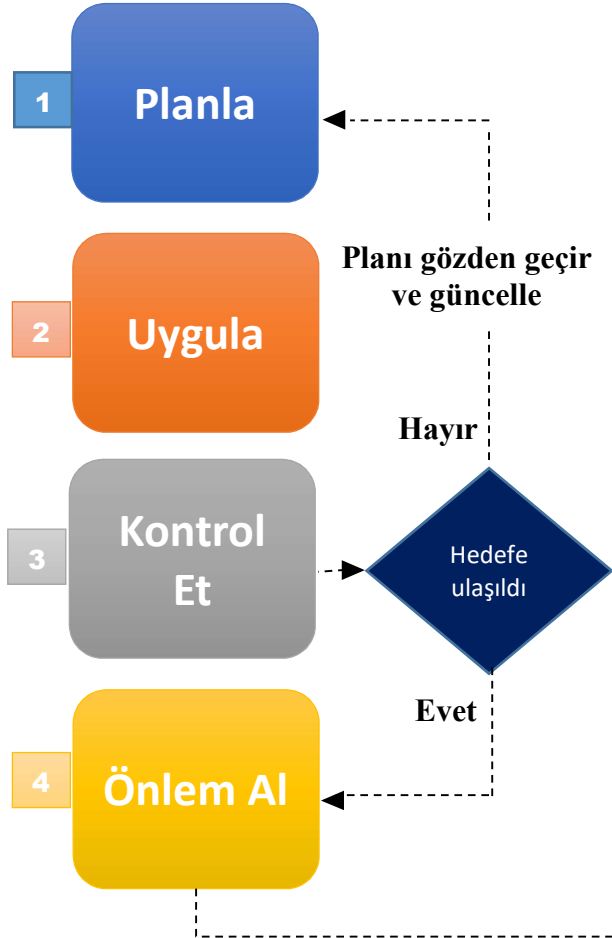 1
Planla
Planı gözden geçir
ve güncelle
2
Uygula
Hayır
3
Kontrol
Et
Hedefe
ulaşıldı
Evet
4
Önlem Al